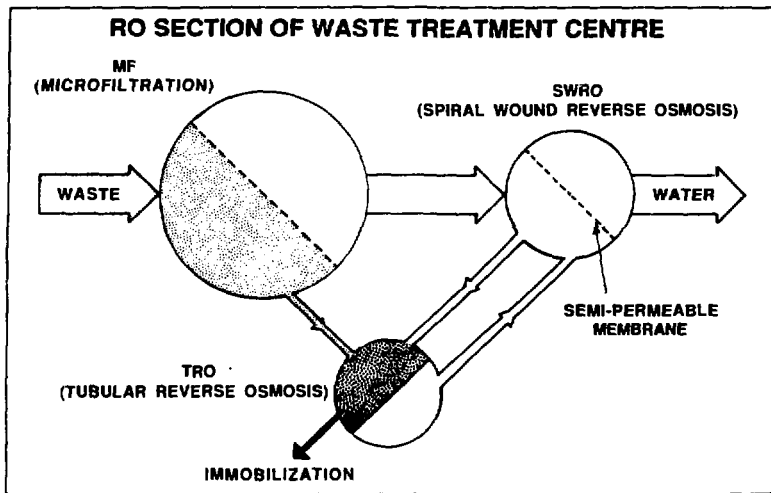 RO SECTION OF WASTE TREATMENT CENTRE
MF
(MICROFILTRATION)
SWRO
(SPIRAL WOUND REVERSE OSMOSIS)
WASTE
WATER
SEMI-PERMEABLE
MEMBRANE
TRO
(TUBULAR REVERSE OSMOSIS)
IMMOBILIZATION